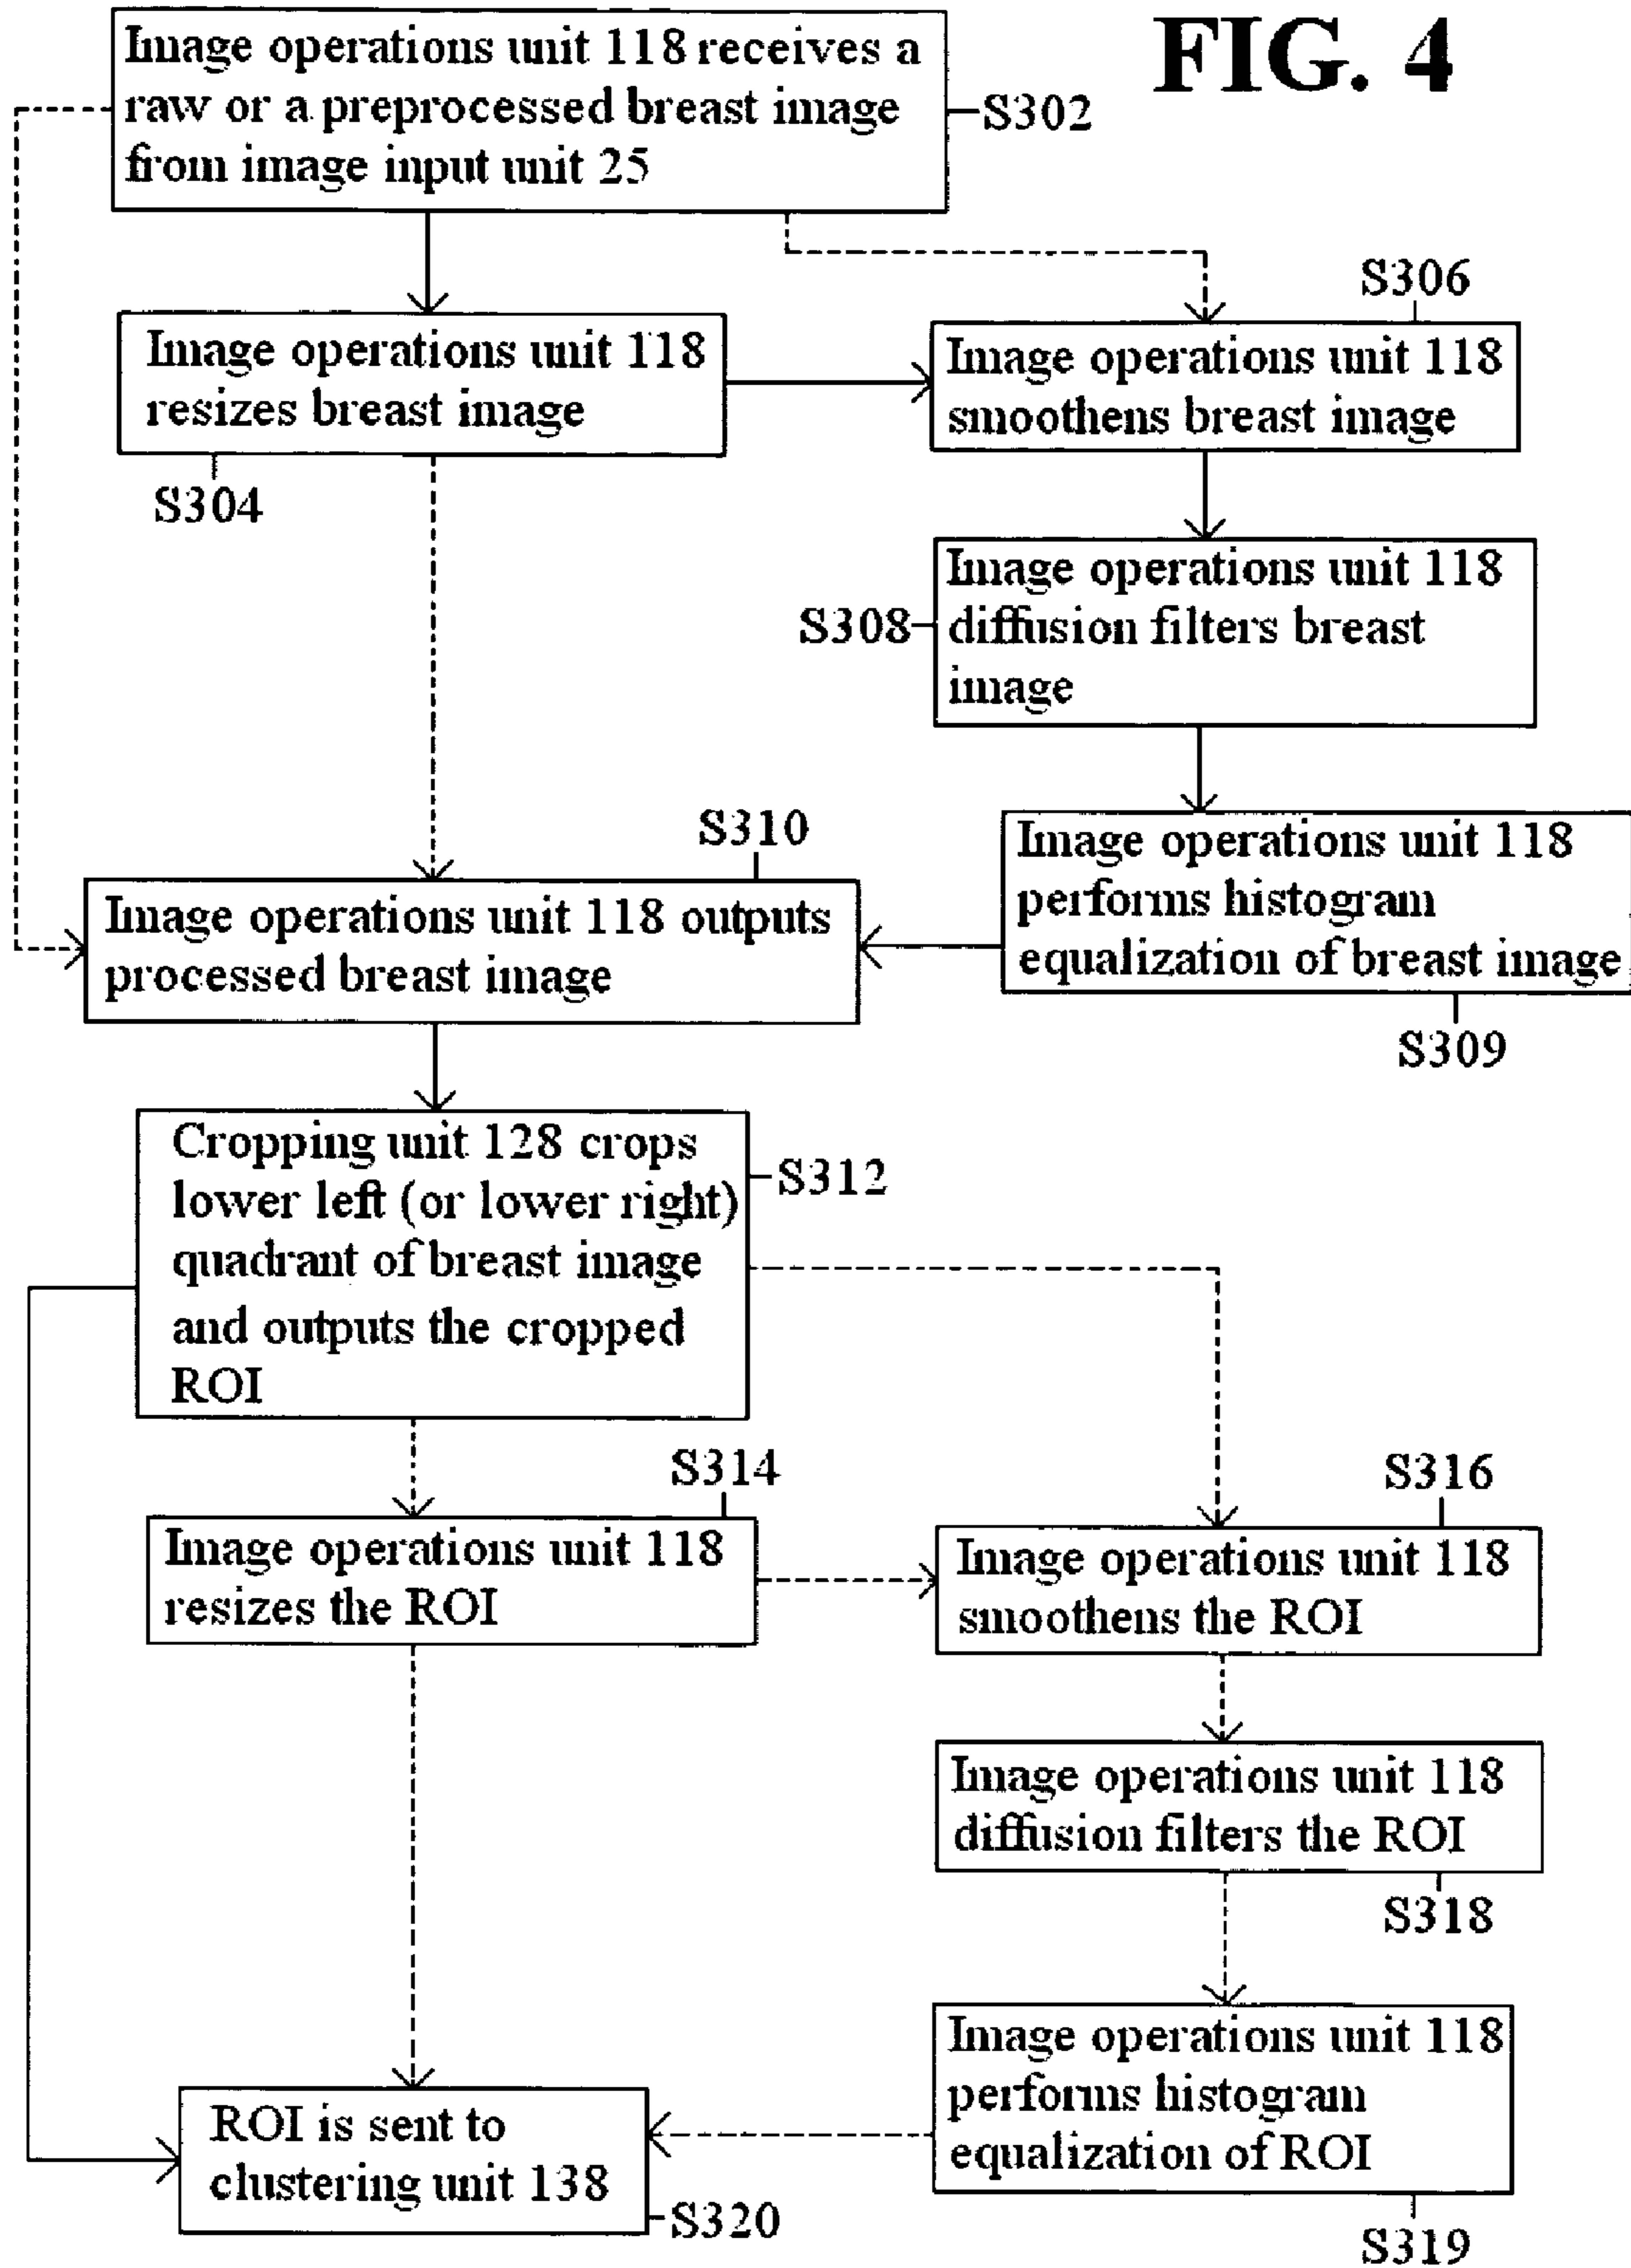 FIG. 4
Image operations unit 118 receives a
raw or a preprocessed breast image
from image input unit 25
S302
Image operations unit 118
resizes breast image
S304
S306
Image operations unit 118
smoothens breast image
S308
Image operations unit 118
diffusion filters breast
image
S310
Image operations unit 118 outputs
processed breast image
Image operations unit 118
performs histogram
equalization of breast image
S309
Cropping unit 128 crops
lower left (or lower right)
quadrant of breast image
and outputs the cropped
ROI
S312
S314
Image operations unit 118
resizes the ROI
S316
Image operations unit 118
smoothens the ROI
Image operations unit 118
diffusion filters the ROI
S318
Image operations unit 118
performs histogram
equalization of ROI
S319
ROI is sent to
clustering unit 138
S320